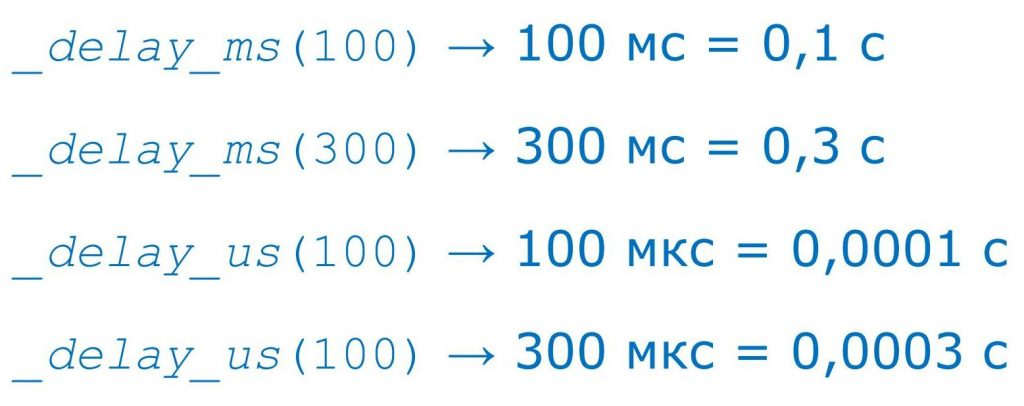 _delay_ms(100) → 100 мс = 0,1 с
_delay_ms(300) → 300 мс = 0,3 с
_delay_us(100) → 100 мкс = 0,0001 с
_delay_us(100) → 300 мкс = 0,0003 с